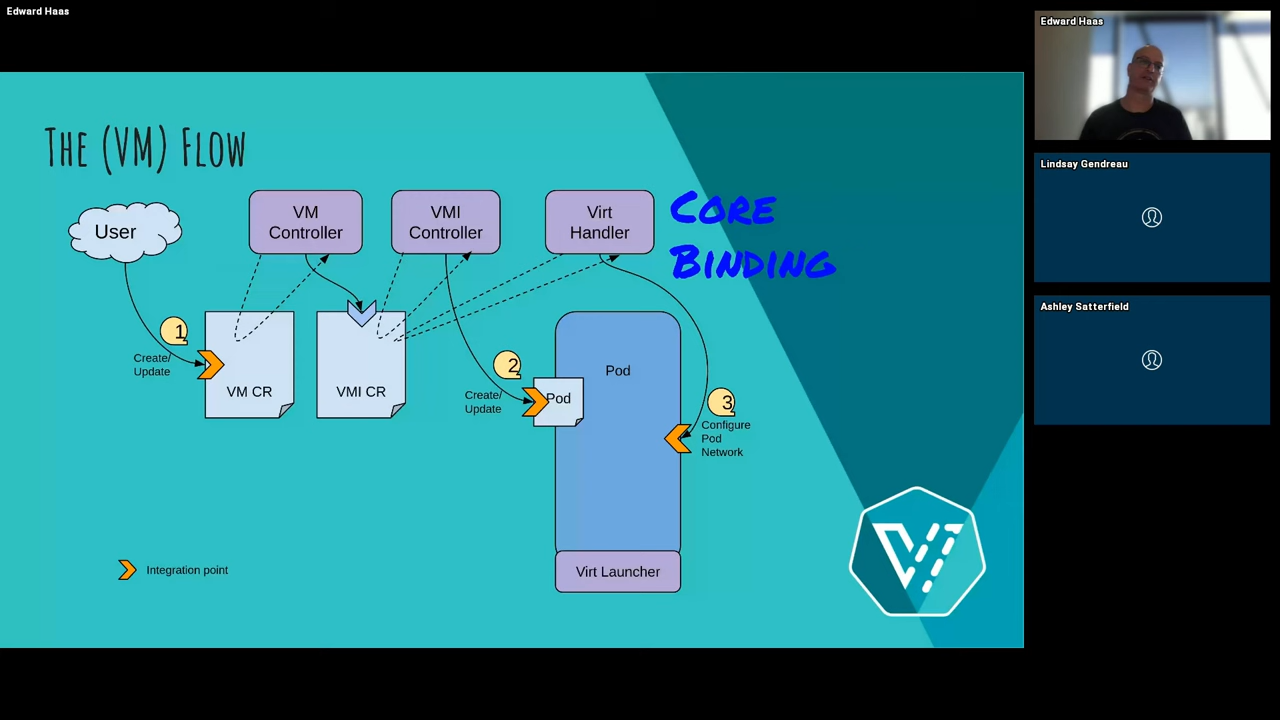 Edward Haas
Edward Haas
THE (VM) FLOW
User
VM
Controller
VMI
Controller
Virt
Handler
CORE
BINDING
1
Create/
Update
VM CR
VMI CR
2
Create/
Update
Pod
Pod
3
Configure
Pod
Network
Integration point
Virt Launcher
Lindsay Gendreau
Ashley Satterfield